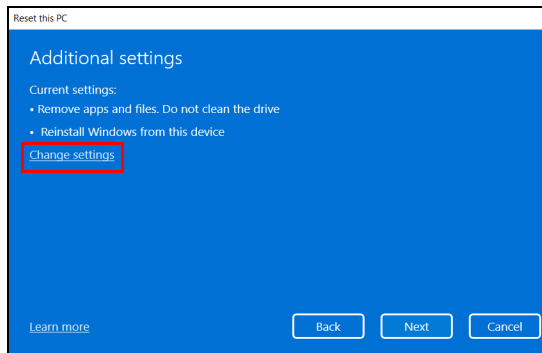 Reset this PC
Additional settings
Current settings:
• Remove apps and files. Do not clean the drive
• Reinstall Windows from this device
Change settings
Learn more
Back
Next
Cancel